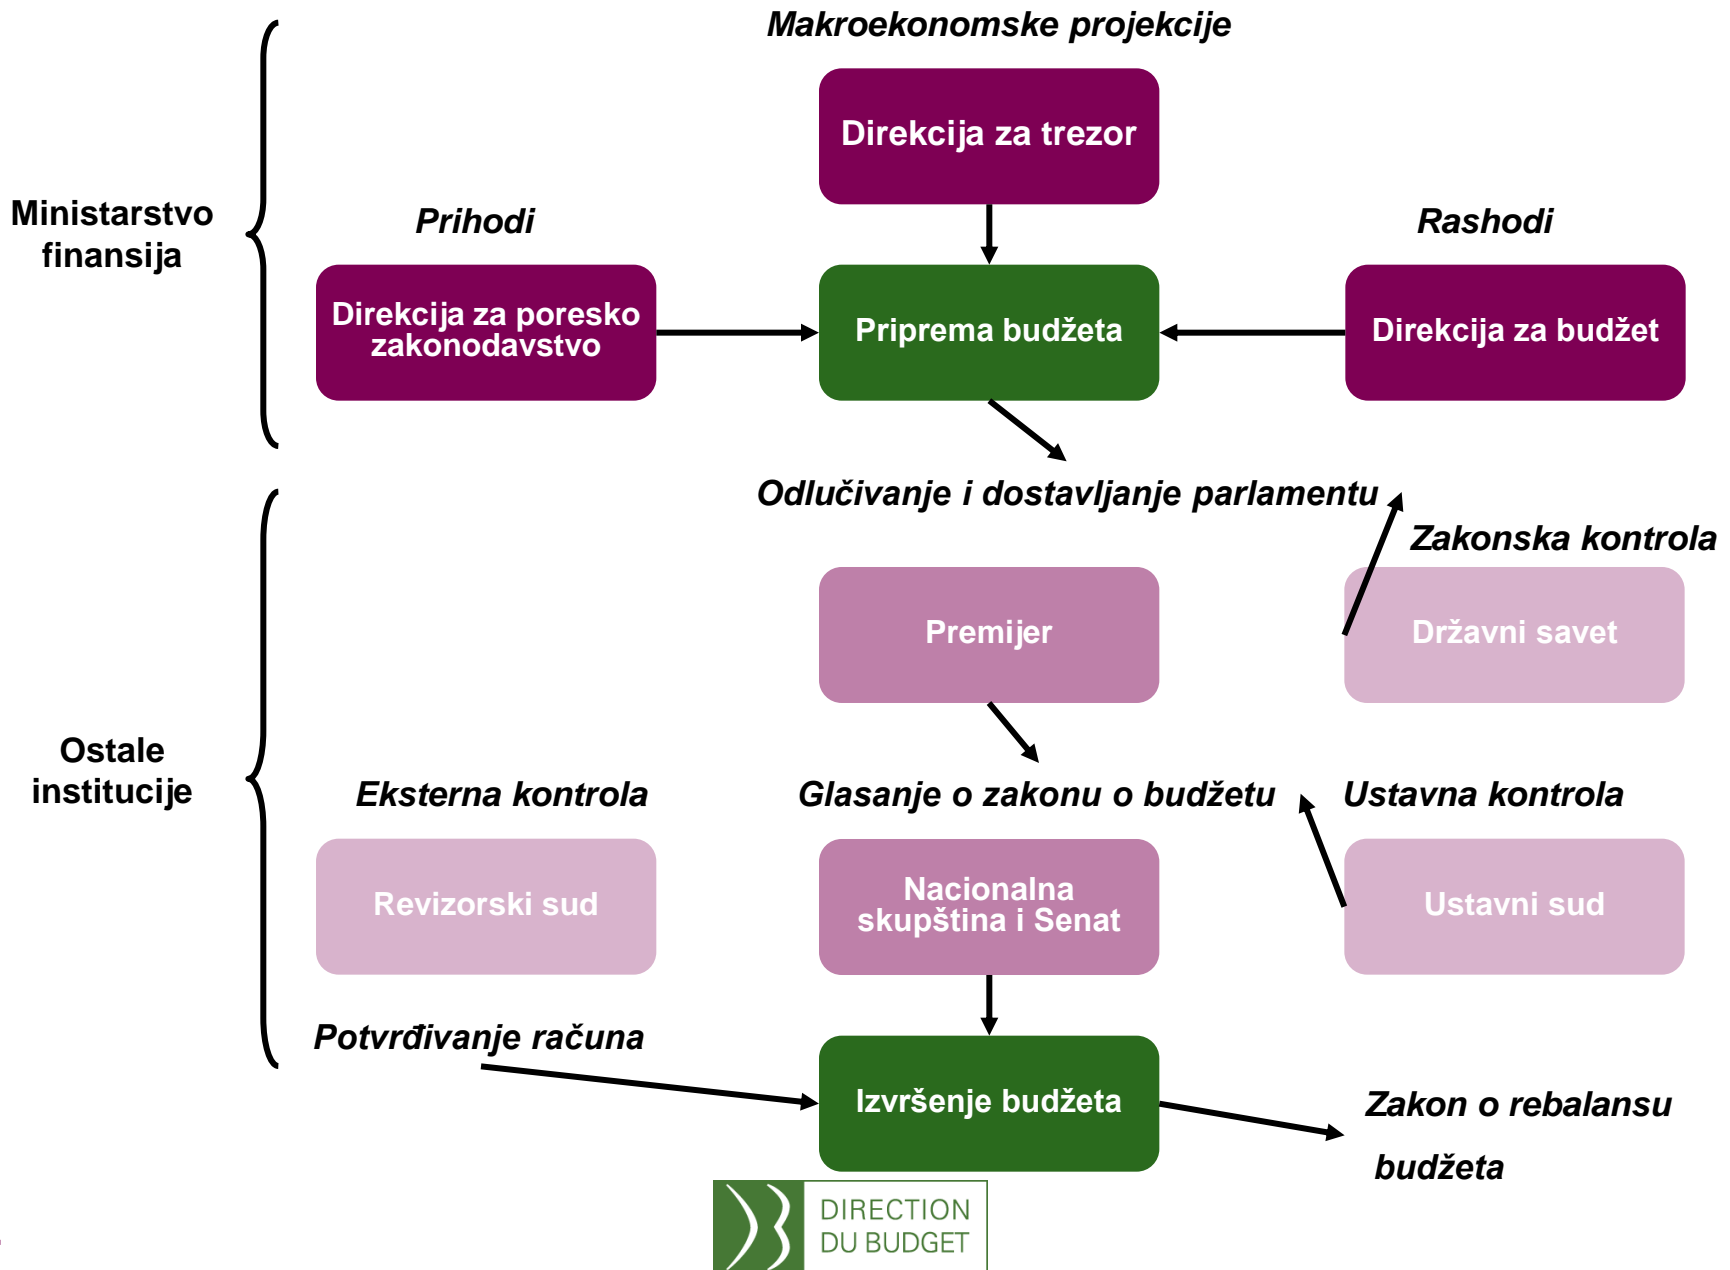 Makroekonomske projekcije
Direkcija za trezor
Ministarstvo
finansija
Prihodi
Rashodi
Direkcija za poresko
zakonodavstvo
Priprema budžeta
Direkcija za budžet
Odlučivanje i dostavljanje parlamentu
Zakonska kontrola
Premijer
Državni savet
Ostale
institucije
Eksterna kontrola
Glasanje o zakonu o budžetu
Ustavna kontrola
Revizorski sud
Nacionalna
skupština i Senat
Ustavni sud
Potvrđivanje računa
Izvršenje budžeta
Zakon o rebalansu
budžeta
DIRECTION
DU BUDGET